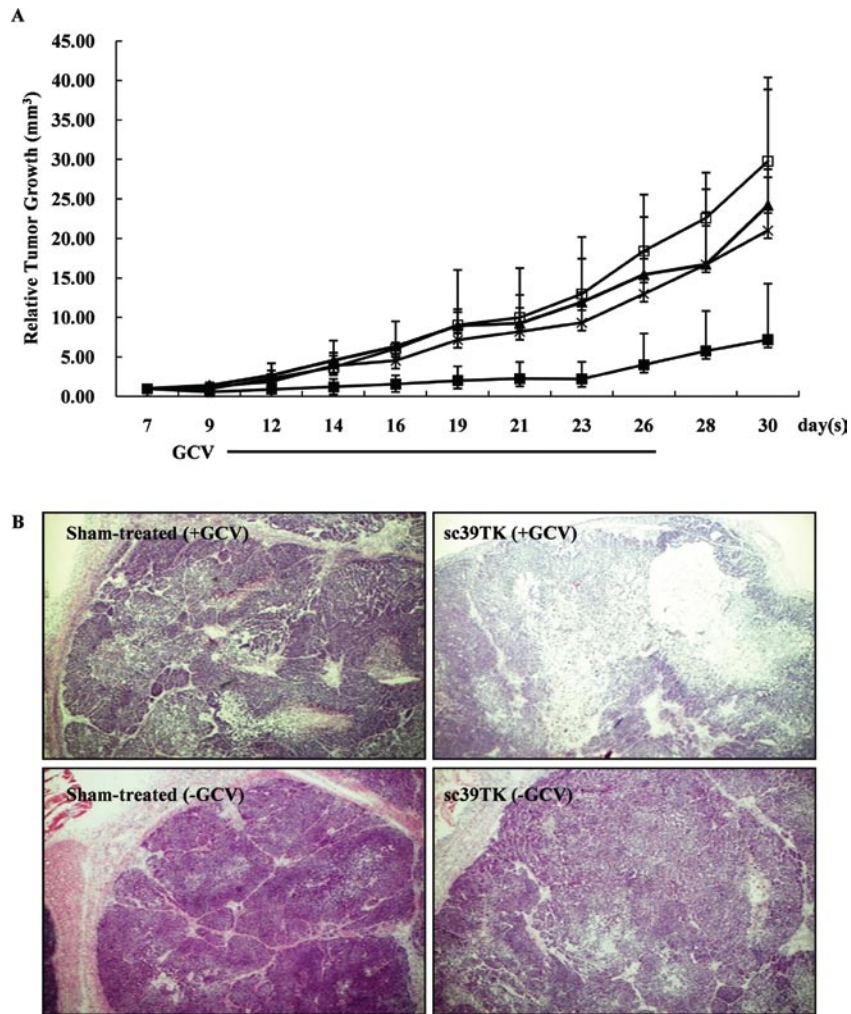 A
Relative Tumor Growth (mm³)
45.00
40.00
35.00
30.00
25.00
20.00
15.00
10.00
5.00
0.00
7 9 12 14 16 19 21 23 26 28 30 day(s)
GCV
B
Sham-treated (+GCV) sc39TK (+GCV)
Sham-treated (-GCV) sc39TK (-GCV)